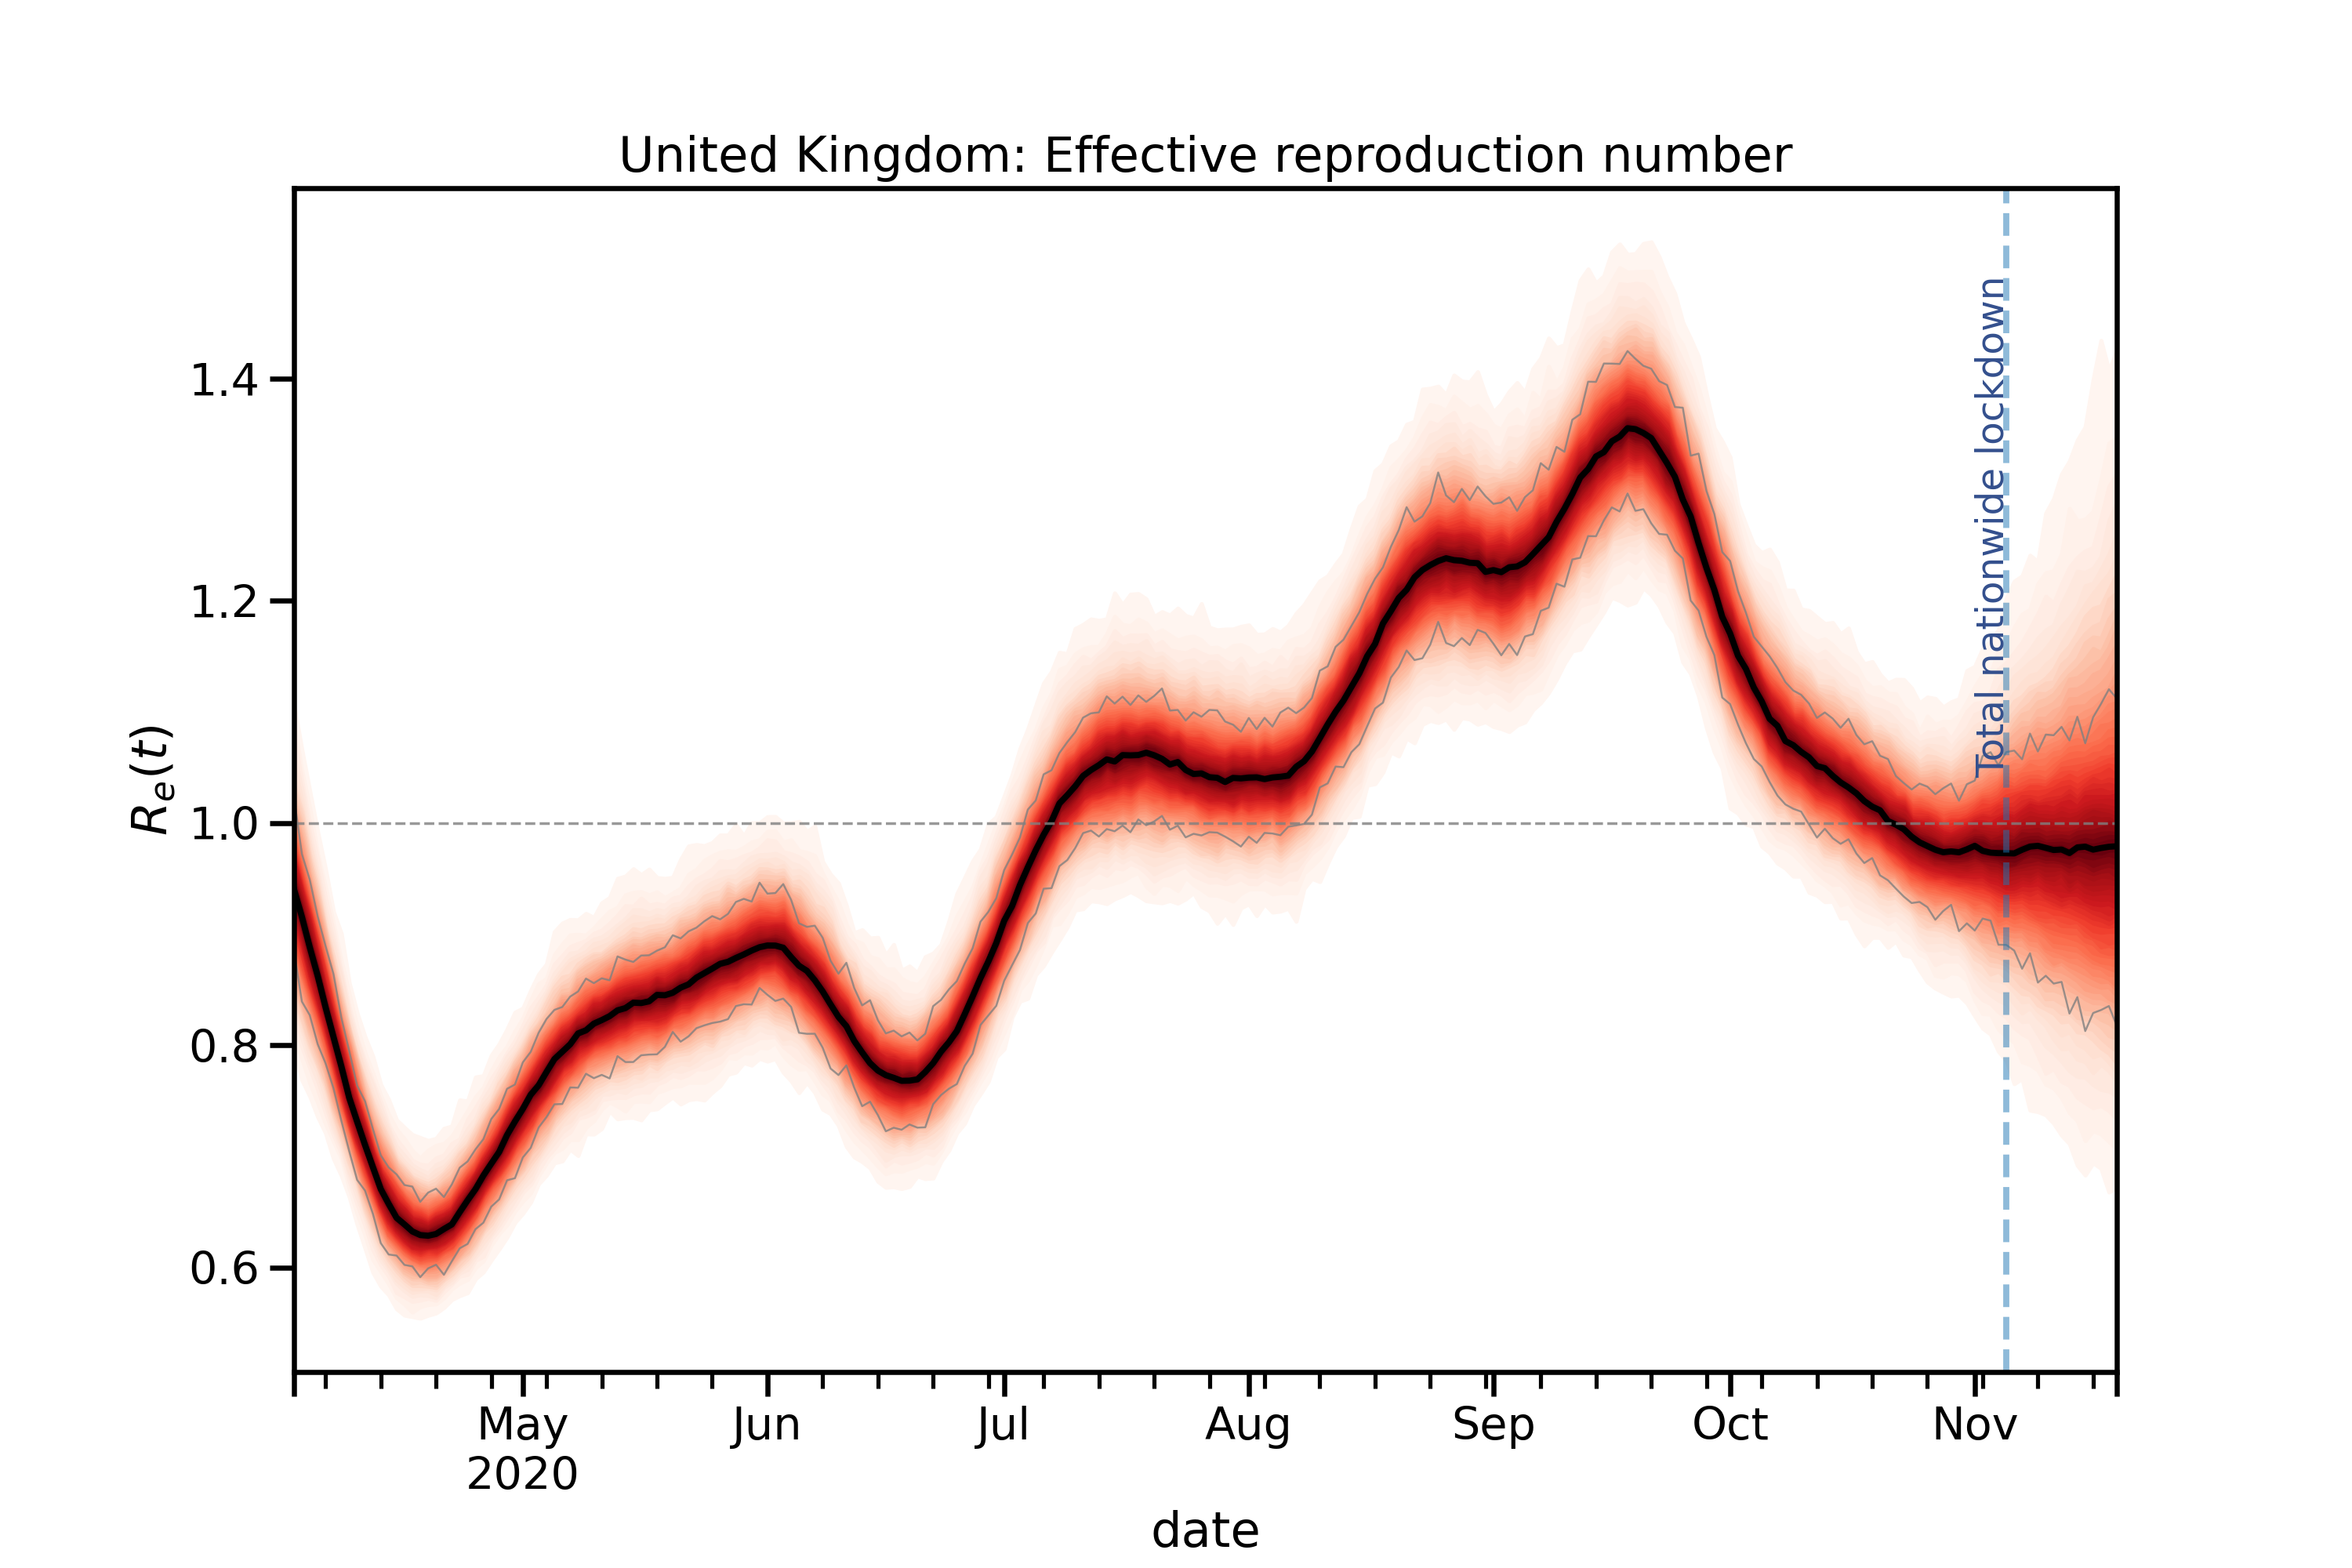 United Kingdom: Effective reproduction number
1.4
1.2
1.0
0.8
0.6
Rₑ(t)
Total nationwide lockdown
May Jun Jul Aug Sep Oct Nov
2020
date